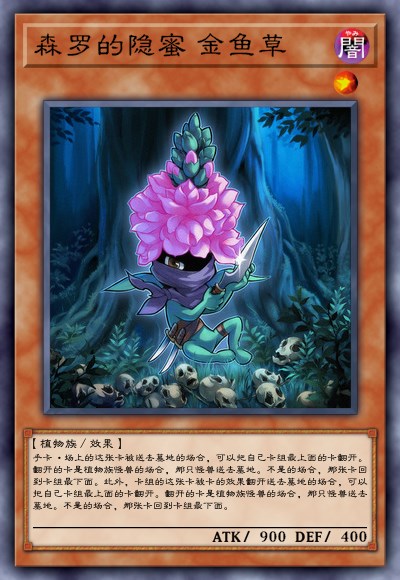 森罗的隐蜜 金鱼草
やみ
闇
【植物族／效果】
手卡·场上的这张卡被送去墓地的场合，可以把自己卡组最上面的卡翻
开。翻开的卡是植物族怪兽的场合，那只怪兽送去墓地。不是的场合，那张卡回
到卡组最下面。此外，卡组的这张卡被卡的效果翻开送去墓地的场合，可以
把自己卡组最上面的卡翻开。翻开的卡是植物族怪兽的场合，那只怪兽送去
墓地。不是的场合，那张卡回到卡组最下面。
ATK/ 900 DEF/ 400